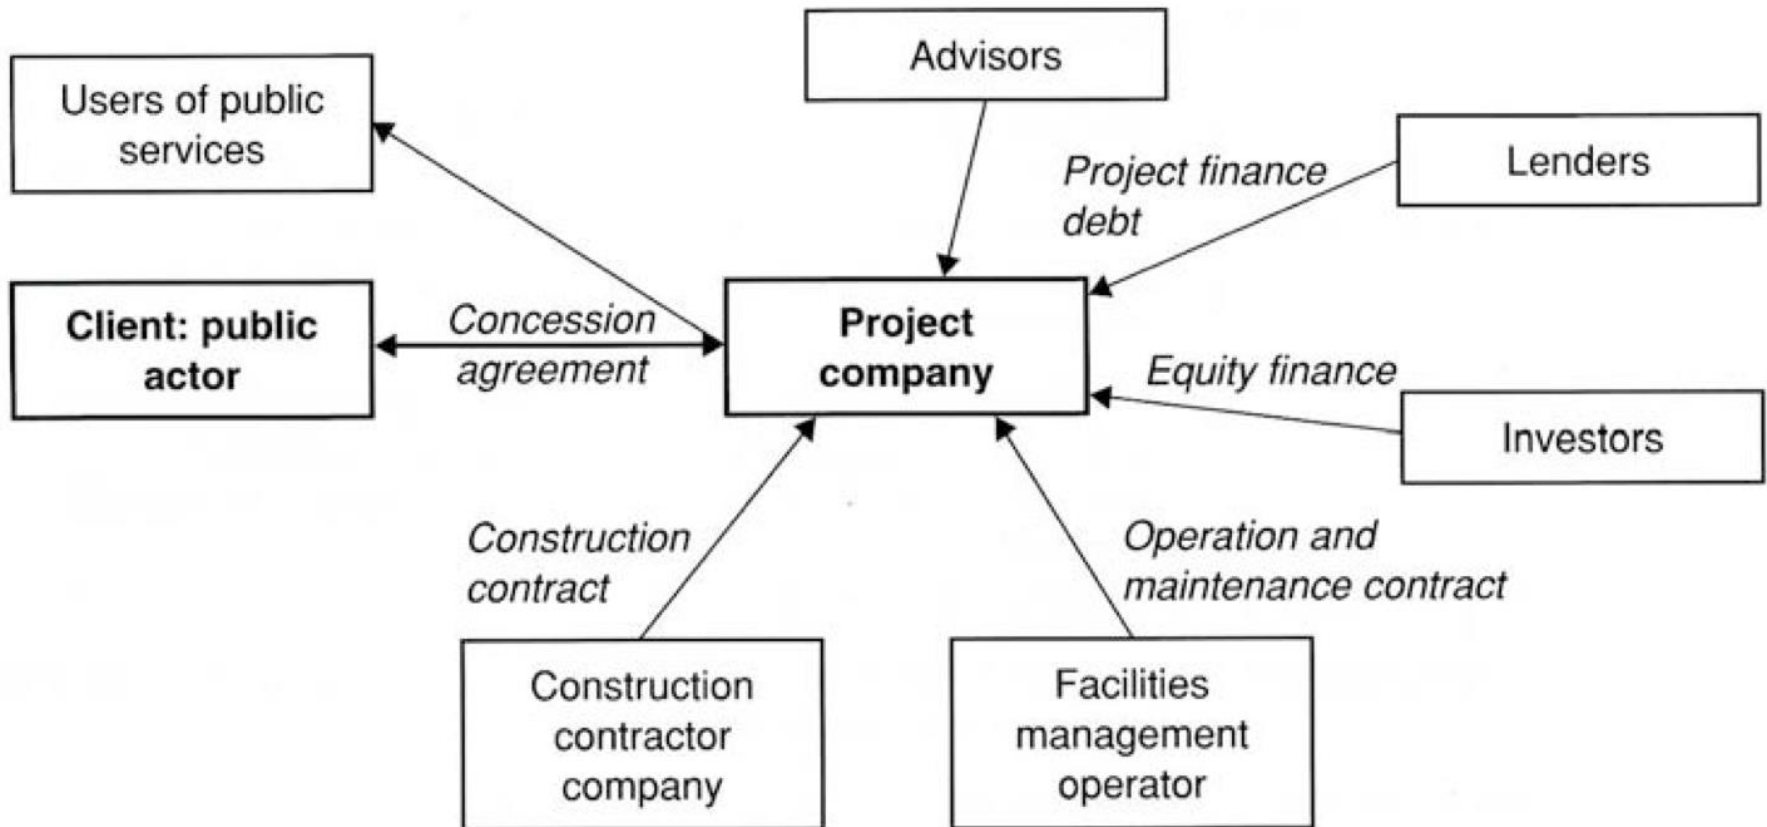 Advisors
Users of public
services
Lenders
Project finance
debt
Client: public
actor
Concession
agreement
Project
company
Equity finance
Investors
Construction
contract
Operation and
maintenance contract
Construction
contractor
company
Facilities
management
operator